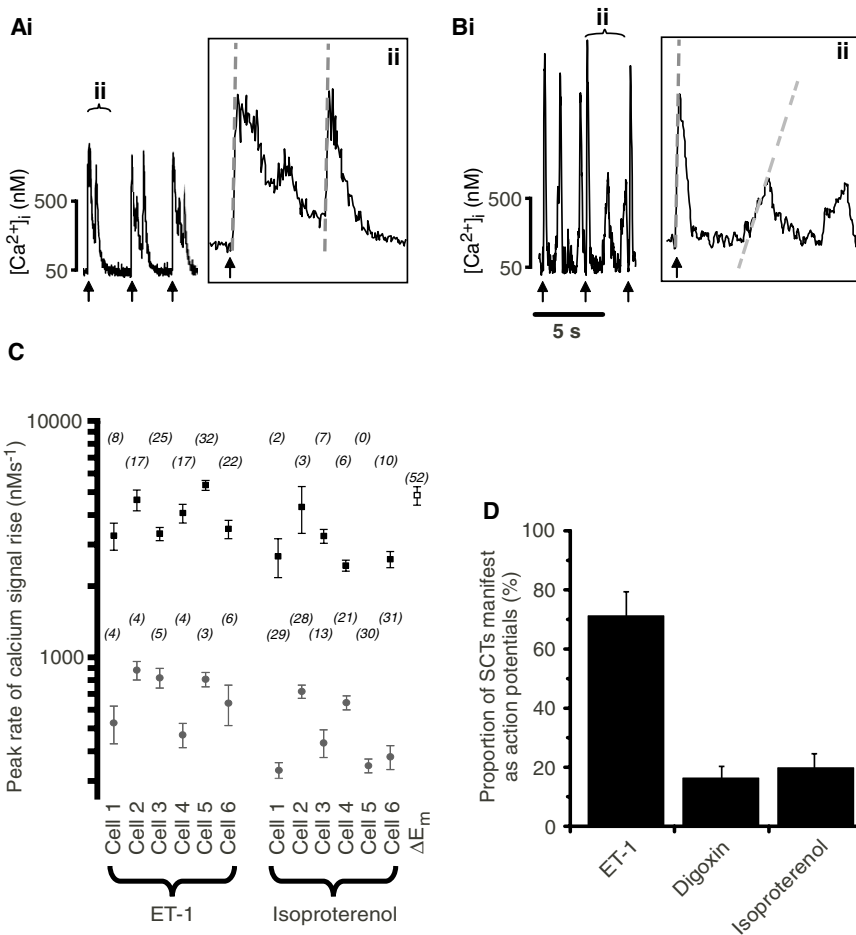 Ai
ii
ii
500
50
[Ca2+]i (nM)
Bi
ii
ii
500
50
[Ca2+]i (nM)
5 s
C
Peak rate of calcium signal rise (nMs-1)
10000
1000
(8)
(17)
(25)
(17)
(32)
(22)
(2)
(3)
(7)
(6)
(0)
(10)
(52)
(4)
(4)
(5)
(4)
(3)
(6)
(29)
(28)
(13)
(21)
(30)
(31)
Cell 1
Cell 2
Cell 3
Cell 4
Cell 5
Cell 6
Cell 1
Cell 2
Cell 3
Cell 4
Cell 5
Cell 6
ΔEm
ET-1
Isoproterenol
D
Proportion of SCTs manifest
as action potentials (%)
100
80
60
40
20
0
ET-1
Digoxin
Isoproterenol